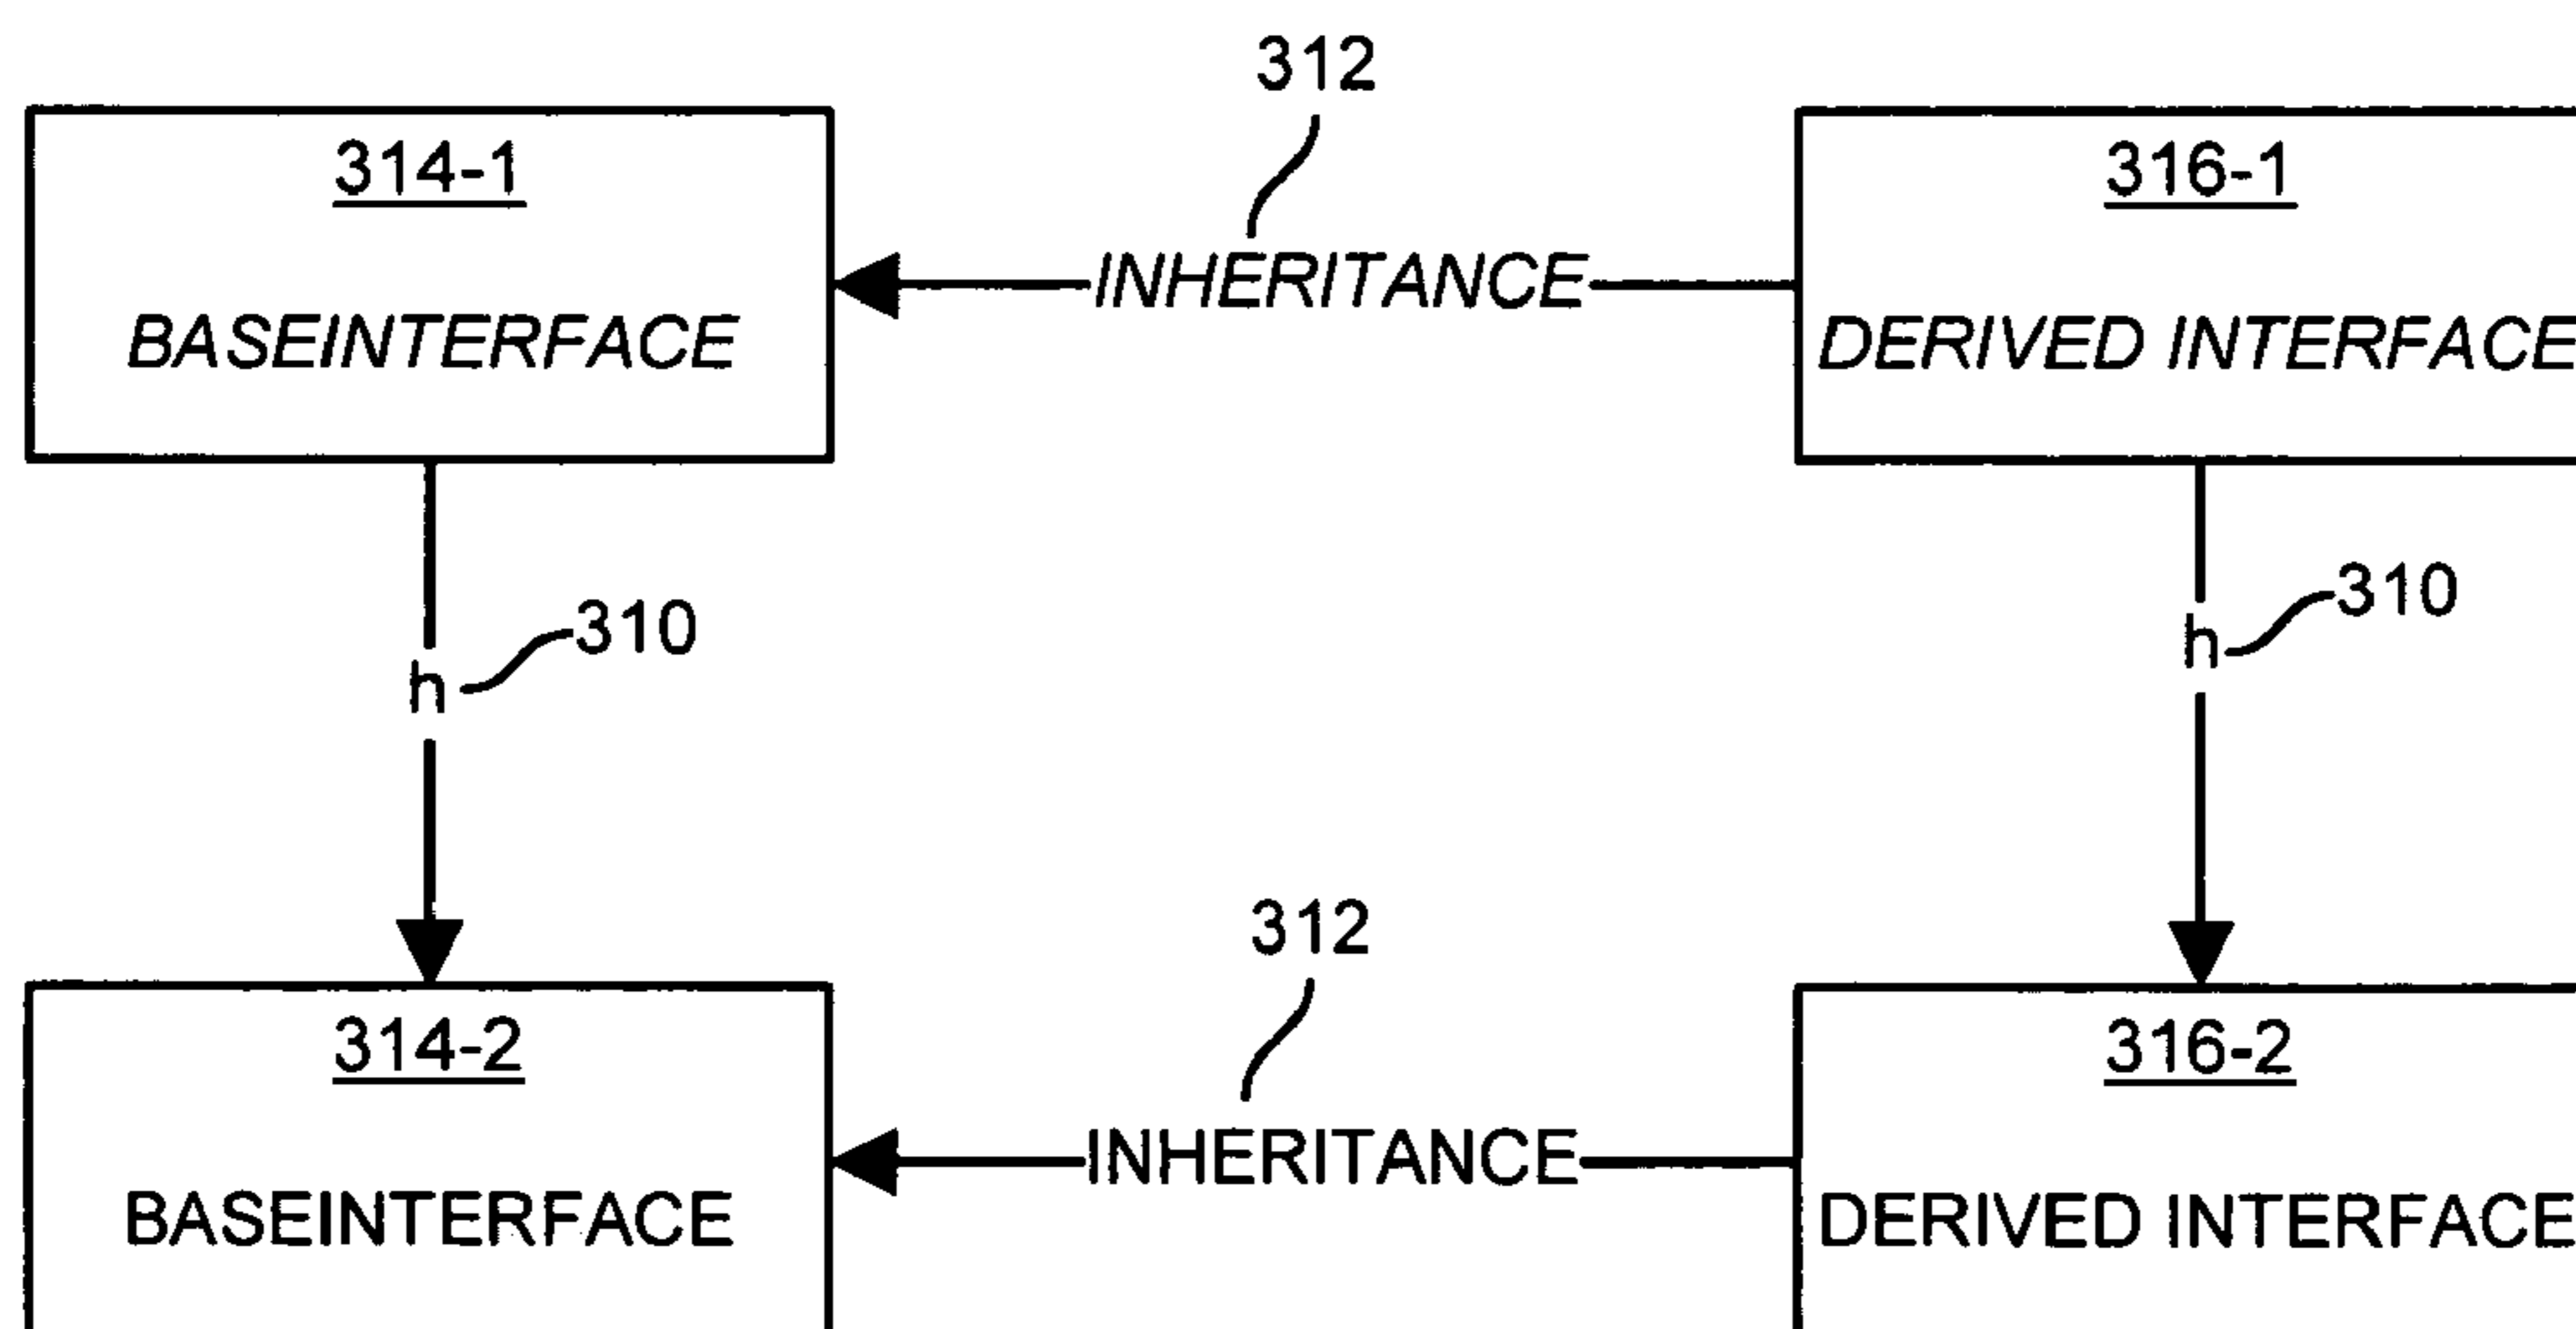 312
314-1
316-1
INHERITANCE
BASEINTERFACE
DERIVED INTERFACE
310
310
h
h
312
314-2
316-2
INHERITANCE
BASEINTERFACE
DERIVED INTERFACE